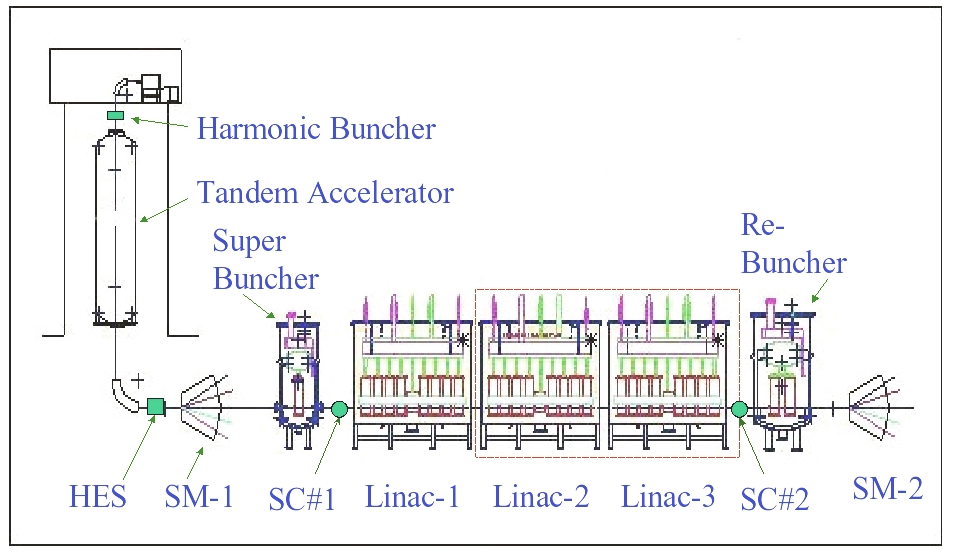 Harmonic Buncher
Tandem Accelerator
Super
Buncher
Re-
Buncher
HES
SM-1
SC#1
Linac-1
Linac-2
Linac-3
SC#2
SM-2